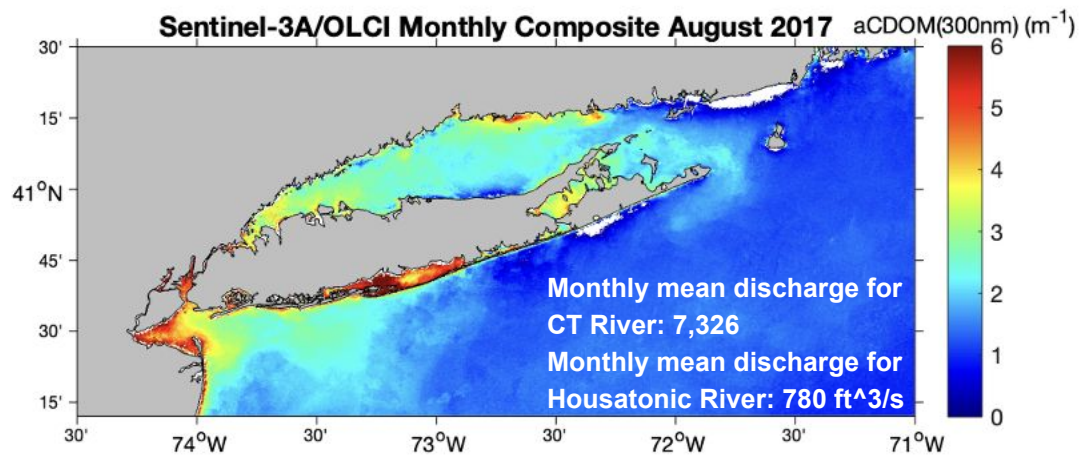 Sentinel-3A/OLCI Monthly Composite August 2017
aCDOM(300nm) (m⁻¹)
30'
15'
41°N
45'
30'
15'
30'
74°W
30'
73°W
30'
72°W
30'
71°W
6
5
4
3
2
1
0
Monthly mean discharge for
CT River: 7,326
Monthly mean discharge for
Housatonic River: 780 ft^3/s